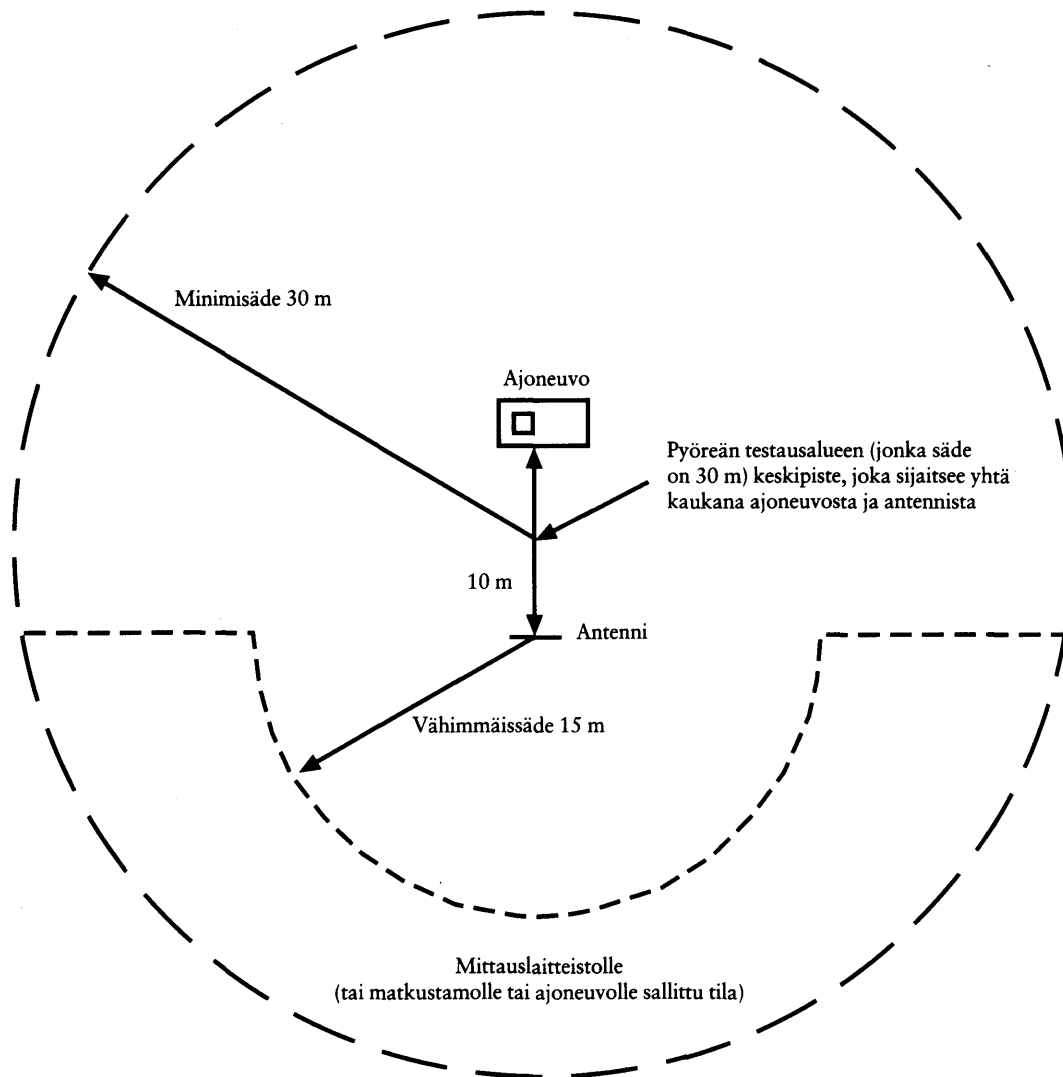 Minimisäde 30 m
Ajoneuvo
Pyöreän testausalueen (jonka säde
on 30 m) keskipiste, joka sijaitsee yhtä
kaukana ajoneuvosta ja antennista
10 m
Antenni
Vähimmäissäde 15 m
Mittauslaitteistolle
(tai matkustamolle tai ajoneuvolle sallittu tila)